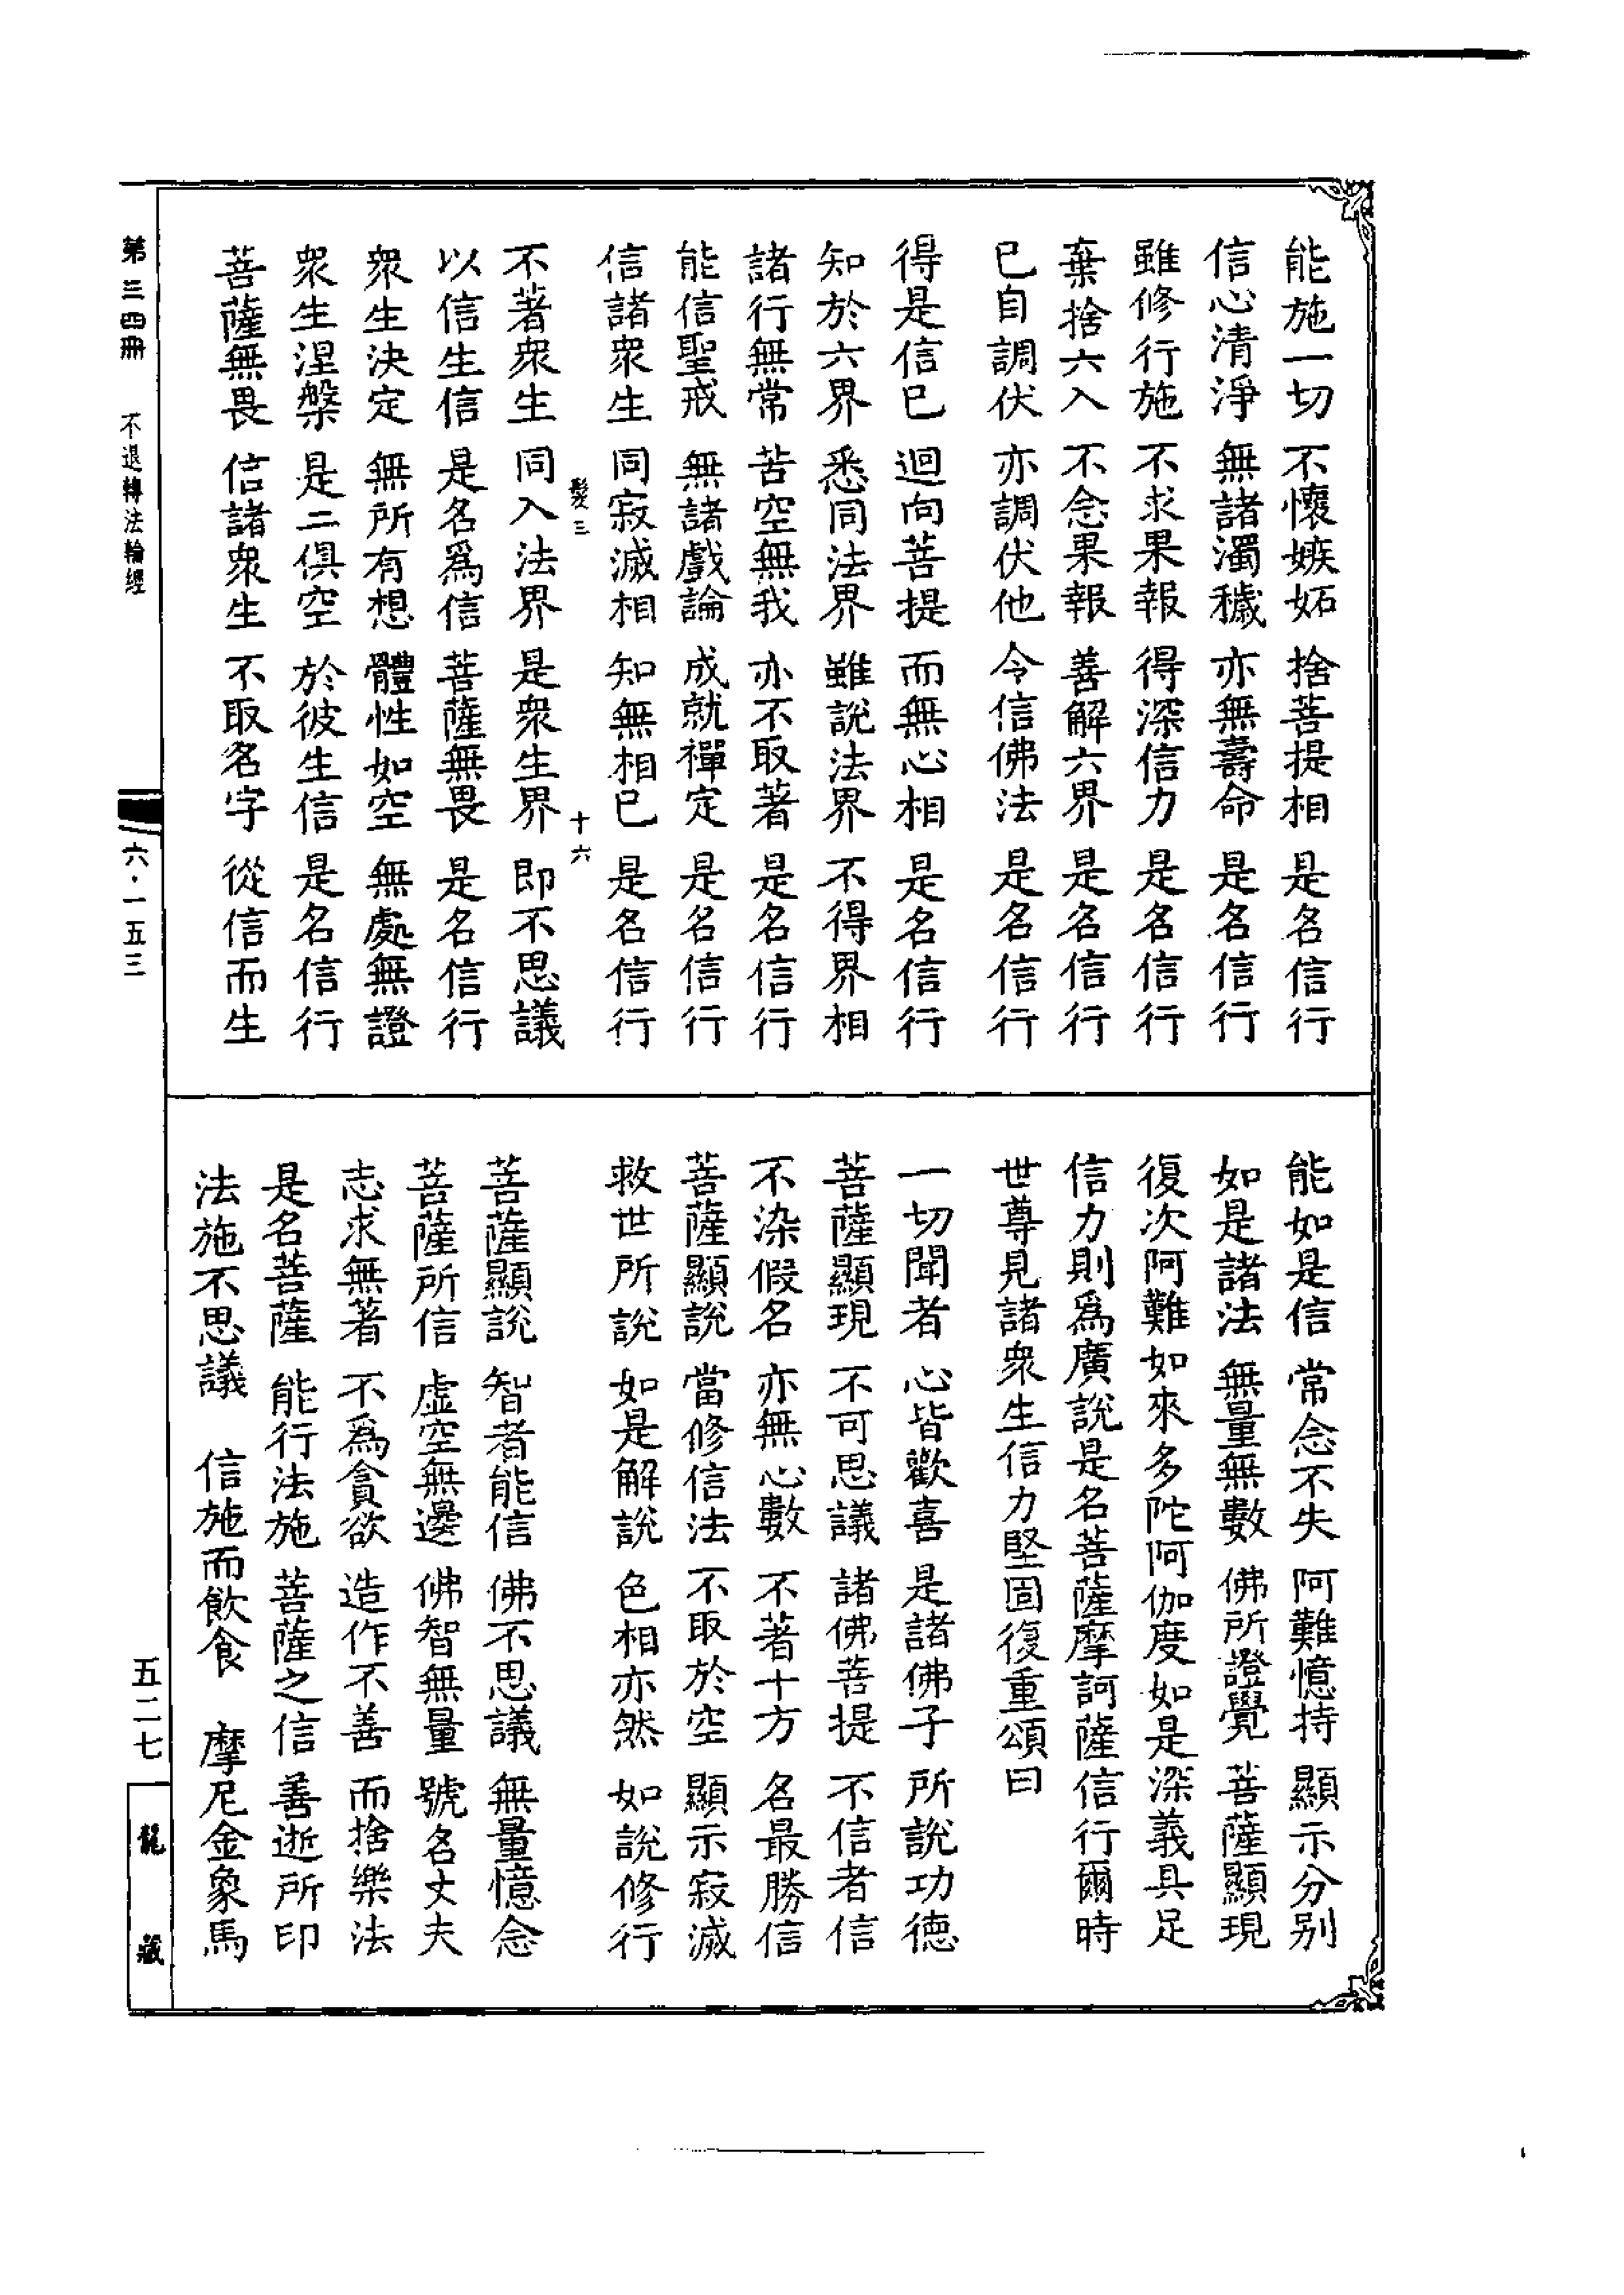 能施一切 不懷嫉妬 捨菩提相 是名信行
信心清淨 無諸濁穢 亦無壽命 是名信行
雖修行施 不求果報 得深信力 是名信行
棄捨六入 不念果報 善解六界 是名信行
已自調伏 亦調伏他 令信佛法 是名信行
得是信已 迴向菩提 而無心相 是名信行
知於六界 悉同法界 雖說法界 不得界相
諸行無常 苦空無我 亦不取著 是名信行
能信聖戒 無諸戲論 成就禪定 是名信行
信諸衆生 同寂滅相 知無相已 是名信行
髮三 十六
不著衆生 同入法界 是衆生界 即不思議
以信生信 是名爲信 菩薩無畏 是名信行
衆生決定 無所有想 體性如空 無處無證
衆生涅槃 是二俱空 於彼生信 是名信行
菩薩無畏 信諸衆生 不取名字 從信而生
能如是信 常念不失 阿難憶持 顯示分别
如是諸法 無量無數 佛所證覺 菩薩顯現
復次阿難如來多陀阿伽度如是深義具足
信力則爲廣說是名菩薩摩訶薩信行爾時
世尊見諸衆生信力堅固復重頌曰
一切聞者 心皆歡喜 是諸佛子 所說功德
菩薩顯現 不可思議 諸佛菩提 不信者信
不染假名 亦無心數 不著十方 名最勝信
菩薩顯說 當修信法 不取於空 顯示寂滅
救世所說 如是解說 色相亦然 如說修行
菩薩顯說 智者能信 佛不思議 無量憶念
菩薩所信 虛空無邊 佛智無量 號名丈夫
志求無著 不爲貪欲 造作不善 而捨樂法
是名菩薩 能行法施 菩薩之信 善逝所印
法施不思議 信施而飲食 摩尼金象馬
第三四冊 不退轉法輪經 六·一五三 五二七 龍藏